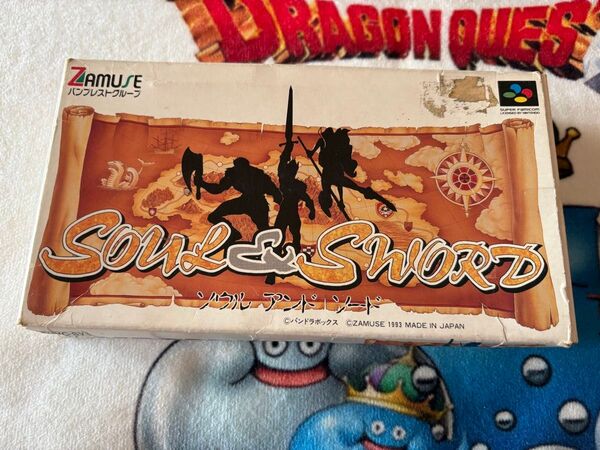 DRAGON QUES
ZAMUSE
バンプレストグループ
SUPER FAMICOM
LICENSED BY NINTENDO
SOUL & SWORD
ソウル アンド ソード
©パンドラボックス ©ZAMUSE 1993 MADE IN JAPAN